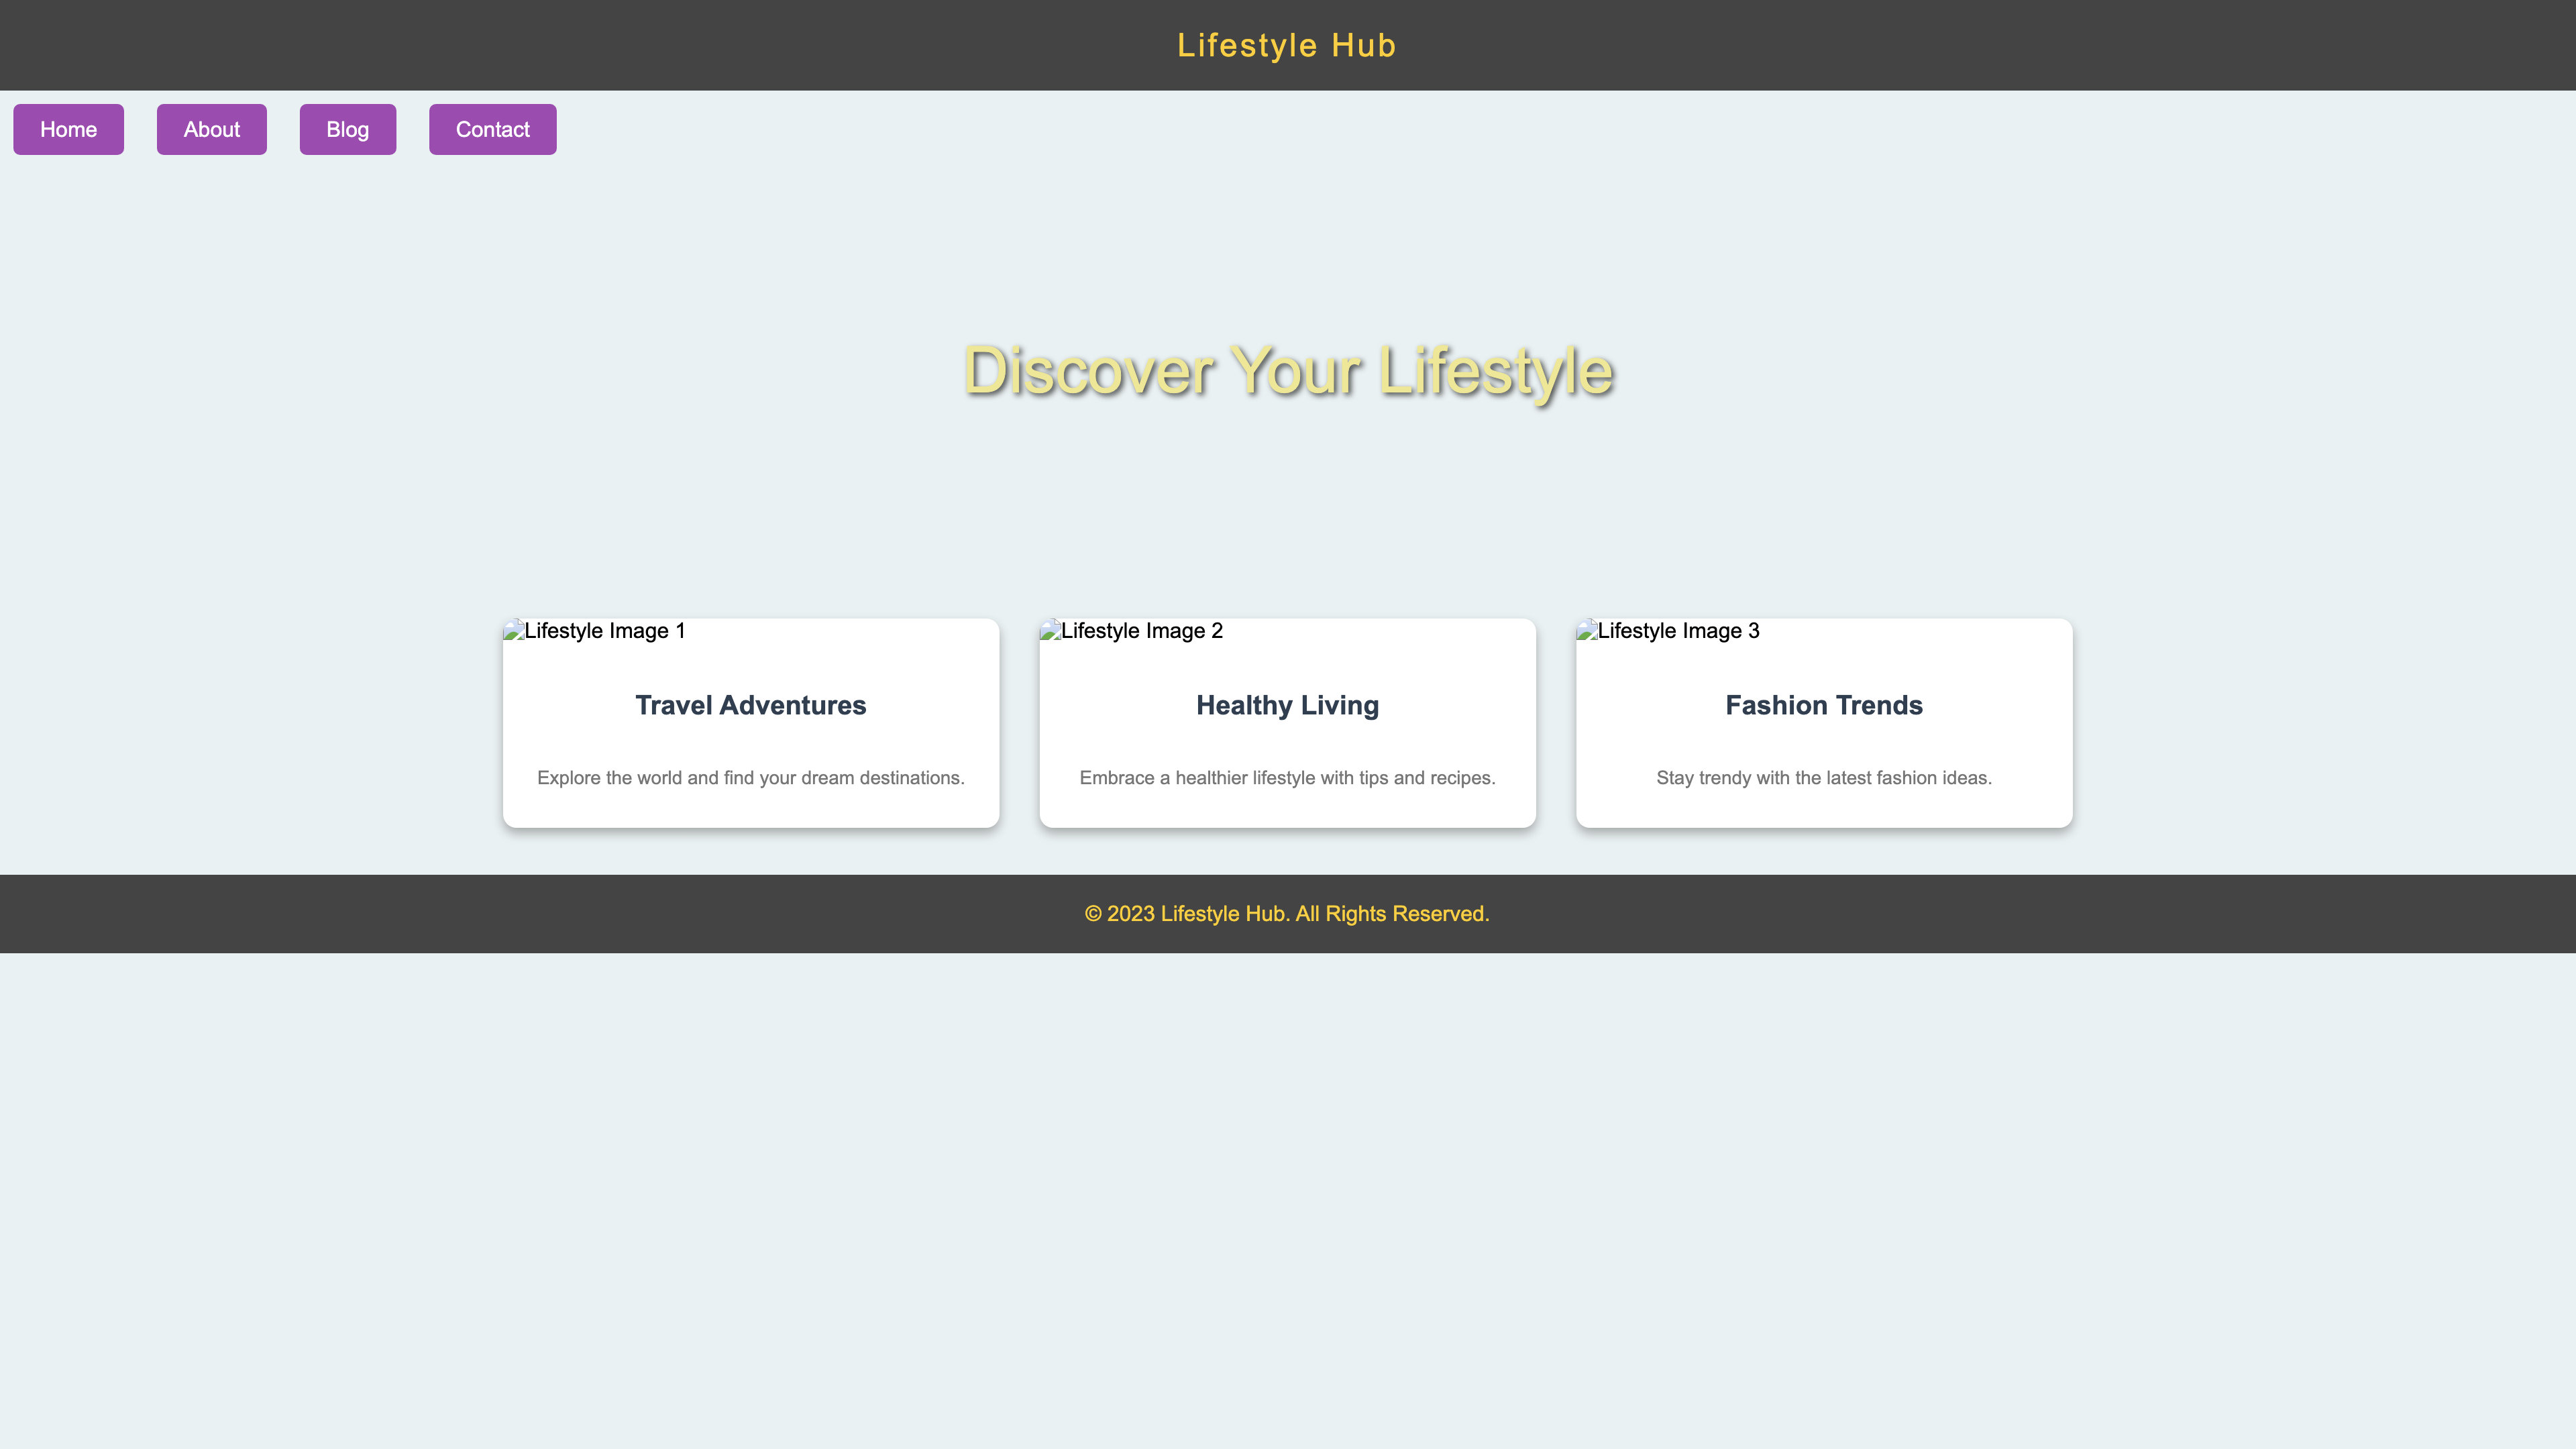 Lifestyle Hub
Home About Blog Contact
Discover Your Lifestyle
Lifestyle Image 1
Travel Adventures
Explore the world and find your dream destinations.
Lifestyle Image 2
Healthy Living
Embrace a healthier lifestyle with tips and recipes.
Lifestyle Image 3
Fashion Trends
Stay trendy with the latest fashion ideas.
© 2023 Lifestyle Hub. All Rights Reserved.